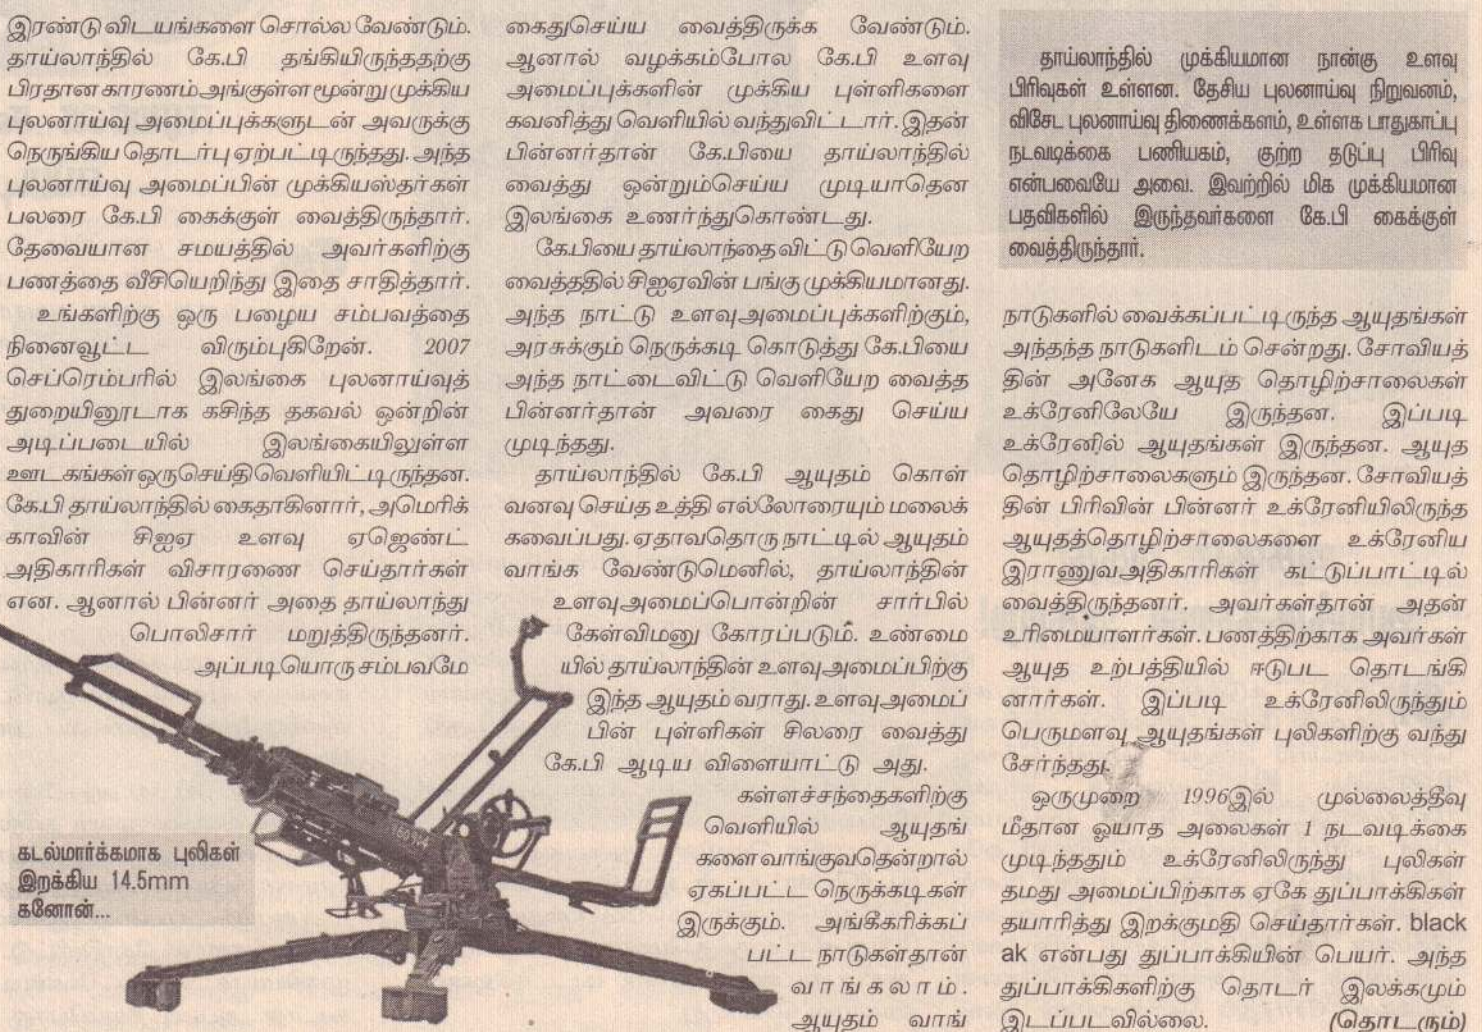 இரண்டு விடயங்களை சொல்ல வேண்டும்.
தாய்லாந்தில் கே.பி தங்கியிருந்ததற்கு
பிரதான காரணம் அங்குள்ள மூன்று முக்கிய
புலனாய்வு அமைப்புக்களுடன் அவருக்கு
நெருங்கிய தொடர்பு ஏற்பட்டிருந்தது. அந்த
புலனாய்வு அமைப்பின் முக்கியஸ்தர்கள்
பலரை கே.பி கைக்குள் வைத்திருந்தார்.
தேவையான சமயத்தில் அவர்களிற்கு
பணத்தை வீசியெறிந்து இதை சாதித்தார்.
உங்களிற்கு ஒரு பழைய சம்பவத்தை
நினைவூட்ட விரும்புகிறேன். 2007
செப்ரெம்பரில் இலங்கை புலனாய்வுத்
துறையினூடாக கசிந்த தகவல் ஒன்றின்
அடிப்படையில் இலங்கையிலுள்ள
ஊடகங்கள் ஒரு செய்தி வெளியிட்டிருந்தன.
கே.பி தாய்லாந்தில் கைதாகினார், அமெரிக்
காவின் சிஐஏ உளவு ஏஜெண்ட்
அதிகாரிகள் விசாரணை செய்தார்கள்
என. ஆனால் பின்னர் அதை தாய்லாந்து
பொலிசார் மறுத்திருந்தனர்.
அப்படியொரு சம்பவமே
கடல்மார்க்கமாக புலிகள்
இறக்கிய 14.5mm
கனோன்...
கைதுசெய்ய வைத்திருக்க வேண்டும்.
ஆனால் வழக்கம்போல கே.பி உளவு
அமைப்புக்களின் முக்கிய புள்ளிகளை
கவனித்து வெளியில் வந்துவிட்டார். இதன்
பின்னர்தான் கே.பியை தாய்லாந்தில்
வைத்து ஒன்றும்செய்ய முடியாதென
இலங்கை உணர்ந்துகொண்டது.
கே.பியை தாய்லாந்தை விட்டு வெளியேற
வைத்ததில் சிஐஏவின் பங்கு முக்கியமானது.
அந்த நாட்டு உளவுஅமைப்புக்களிற்கும்,
அரசுக்கும் நெருக்கடி கொடுத்து கே.பியை
அந்த நாட்டைவிட்டு வெளியேற வைத்த
பின்னர்தான் அவரை கைது செய்ய
முடிந்தது.
தாய்லாந்தில் கே.பி ஆயுதம் கொள்
வனவு செய்த உத்தி எல்லோரையும் மலைக்
கவைப்பது. ஏதாவதொரு நாட்டில் ஆயுதம்
வாங்க வேண்டுமெனில், தாய்லாந்தின்
உளவுஅமைப்பொன்றின் சார்பில்
கேள்விமனு கோரப்படும். உண்மை
யில் தாய்லாந்தின் உளவுஅமைப்பிற்கு
இந்த ஆயுதம் வராது. உளவுஅமைப்
பின் புள்ளிகள் சிலரை வைத்து
கே.பி ஆடிய விளையாட்டு அது.
கள்ளச்சந்தைகளிற்கு
வெளியில் ஆயுதங்
களை வாங்குவதென்றால்
ஏகப்பட்ட நெருக்கடிகள்
இருக்கும். அங்கீகரிக்கப்
பட்ட நாடுகள்தான்
வாங்கலாம்.
ஆயுதம் வாங்
தாய்லாந்தில் முக்கியமான நான்கு உளவு
பிரிவுகள் உள்ளன. தேசிய புலனாய்வு நிறுவனம்,
விசேட புலனாய்வு திணைக்களம், உள்ளக பாதுகாப்பு
நடவடிக்கை பணியகம், குற்ற தடுப்பு பிரிவு
என்பவையே அவை. இவற்றில் மிக முக்கியமான
பதவிகளில் இருந்தவர்களை கே.பி கைக்குள்
வைத்திருந்தார்.
நாடுகளில் வைக்கப்பட்டிருந்த ஆயுதங்கள்
அந்தந்த நாடுகளிடம் சென்றது. சோவியத்
தின் அனேக ஆயுத தொழிற்சாலைகள்
உக்ரேனிலேயே இருந்தன. இப்படி
உக்ரேனில் ஆயுதங்கள் இருந்தன. ஆயுத
தொழிற்சாலைகளும் இருந்தன. சோவியத்
தின் பிரிவின் பின்னர் உக்ரேனியிலிருந்த
ஆயுதத்தொழிற்சாலைகளை உக்ரேனிய
இராணுவஅதிகாரிகள் கட்டுப்பாட்டில்
வைத்திருந்தனர். அவர்கள்தான் அதன்
உரிமையாளர்கள். பணத்திற்காக அவர்கள்
ஆயுத உற்பத்தியில் ஈடுபட தொடங்கி
னார்கள். இப்படி உக்ரேனிலிருந்தும்
பெருமளவு ஆயுதங்கள் புலிகளிற்கு வந்து
சேர்ந்தது.
ஒருமுறை 1996இல் முல்லைத்தீவு
மீதான ஓயாத அலைகள் 1 நடவடிக்கை
முடிந்ததும் உக்ரேனிலிருந்து புலிகள்
தமது அமைப்பிற்காக ஏகே துப்பாக்கிகள்
தயாரித்து இறக்குமதி செய்தார்கள். black
ak என்பது துப்பாக்கியின் பெயர். அந்த
துப்பாக்கிகளிற்கு தொடர் இலக்கமும்
இடப்படவில்லை. (தொடரும்)